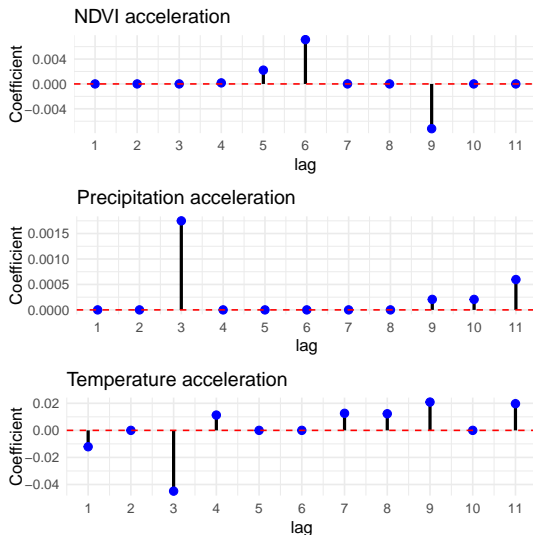 NDVI acceleration
Coefficient
0.004
0.000
−0.004
1 2 3 4 5 6 7 8 9 10 11
lag
Precipitation acceleration
Coefficient
0.0015
0.0010
0.0005
0.0000
1 2 3 4 5 6 7 8 9 10 11
lag
Temperature acceleration
Coefficient
0.02
0.00
−0.02
−0.04
1 2 3 4 5 6 7 8 9 10 11
lag